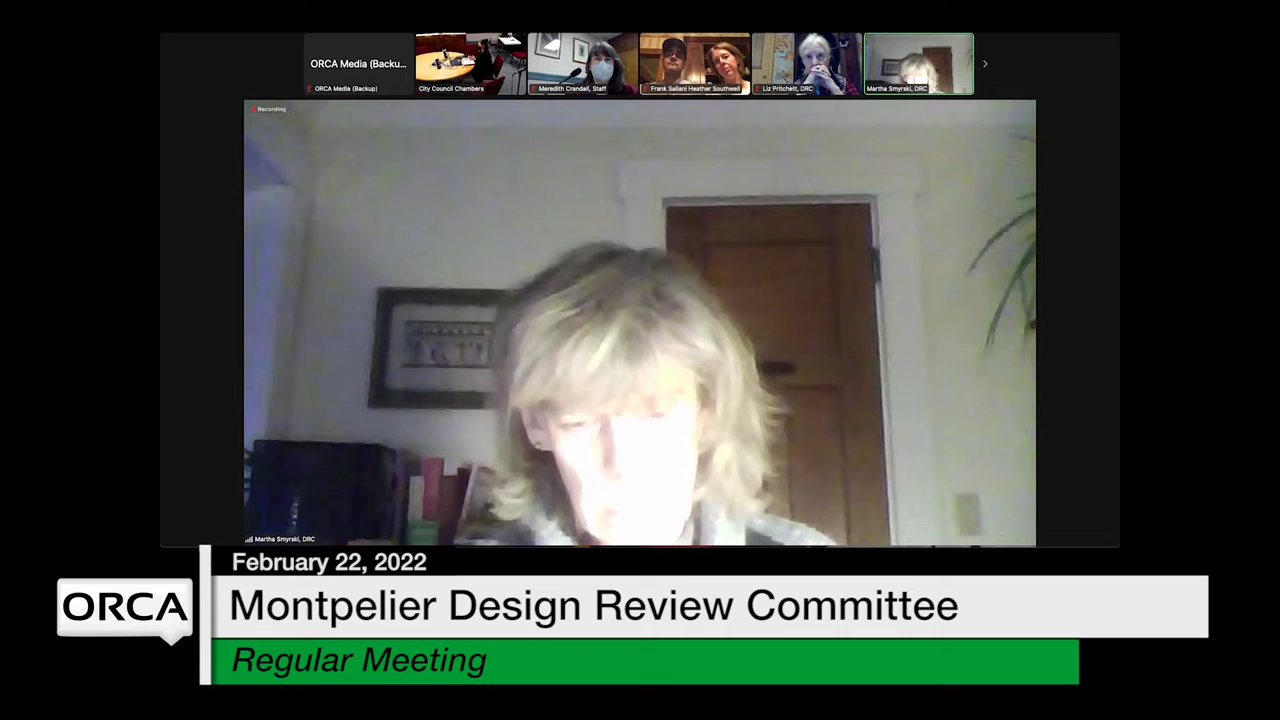 ORCA Media (Backu...
ORCA Media (Backup)
City Council Chambers
Meredith Crandall, Staff
Frank Saliani Heather Southwell
Liz Pritchett, DRC
Martha Smyrski, DRC
Recording
Martha Smyrski, DRC
February 22, 2022
ORCA
Montpelier Design Review Committee
Regular Meeting